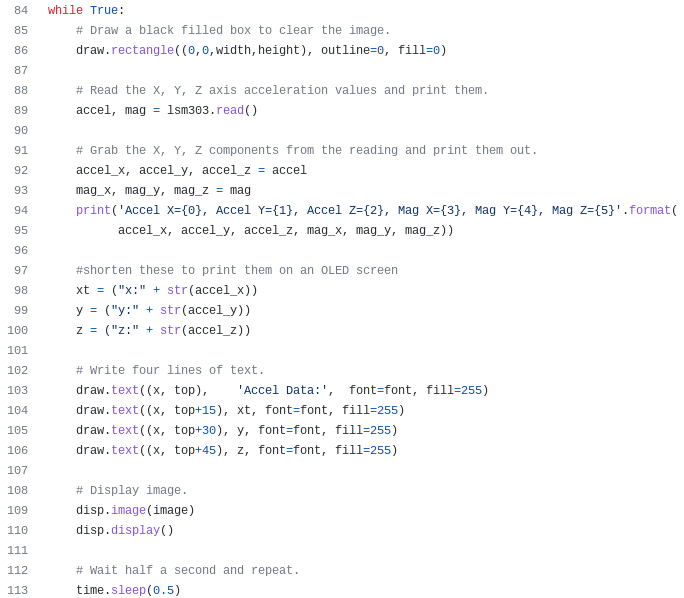 84 while True:
85     # Draw a black filled box to clear the image.
86     draw.rectangle((0,0,width,height), outline=0, fill=0)
87
88     # Read the X, Y, Z axis acceleration values and print them.
89     accel, mag = lsm303.read()
90
91     # Grab the X, Y, Z components from the reading and print them out.
92     accel_x, accel_y, accel_z = accel
93     mag_x, mag_y, mag_z = mag
94     print('Accel X={0}, Accel Y={1}, Accel Z={2}, Mag X={3}, Mag Y={4}, Mag Z={5}'.format(
95           accel_x, accel_y, accel_z, mag_x, mag_y, mag_z))
96
97     #shorten these to print them on an OLED screen
98     xt = ("x:" + str(accel_x))
99     y = ("y:" + str(accel_y))
100     z = ("z:" + str(accel_z))
101
102     # Write four lines of text.
103     draw.text((x, top),    'Accel Data:',  font=font, fill=255)
104     draw.text((x, top+15), xt, font=font, fill=255)
105     draw.text((x, top+30), y, font=font, fill=255)
106     draw.text((x, top+45), z, font=font, fill=255)
107
108     # Display image.
109     disp.image(image)
110     disp.display()
111
112     # Wait half a second and repeat.
113     time.sleep(0.5)